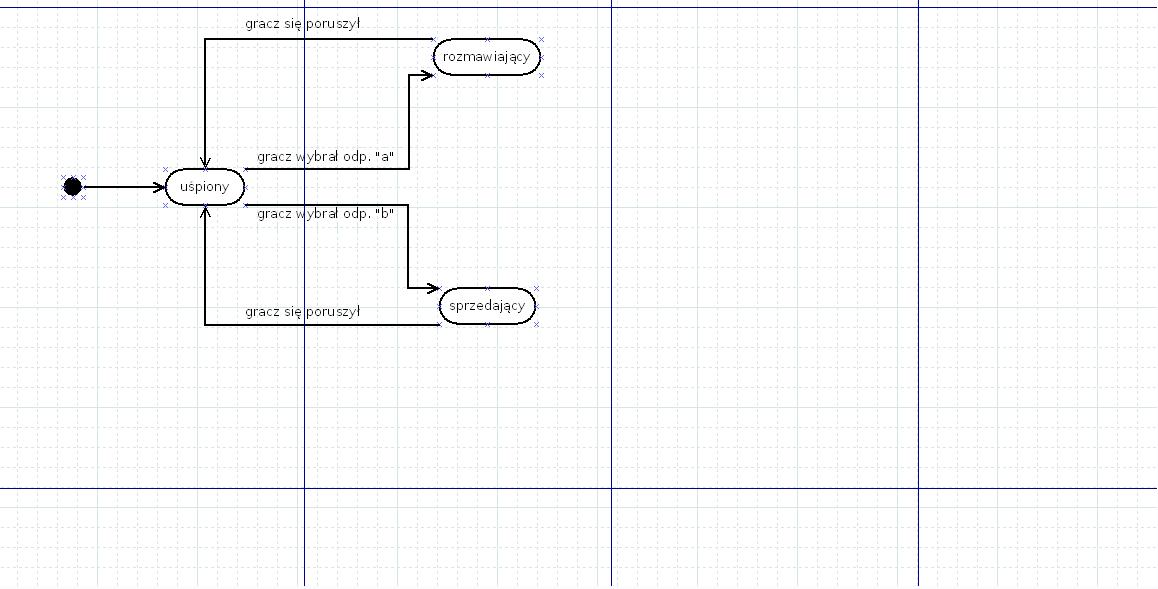 gracz się poruszył
rozmawiający
gracz wybrał odp. "a"
uśpiony
gracz wybrał odp. "b"
sprzedający
gracz się poruszył